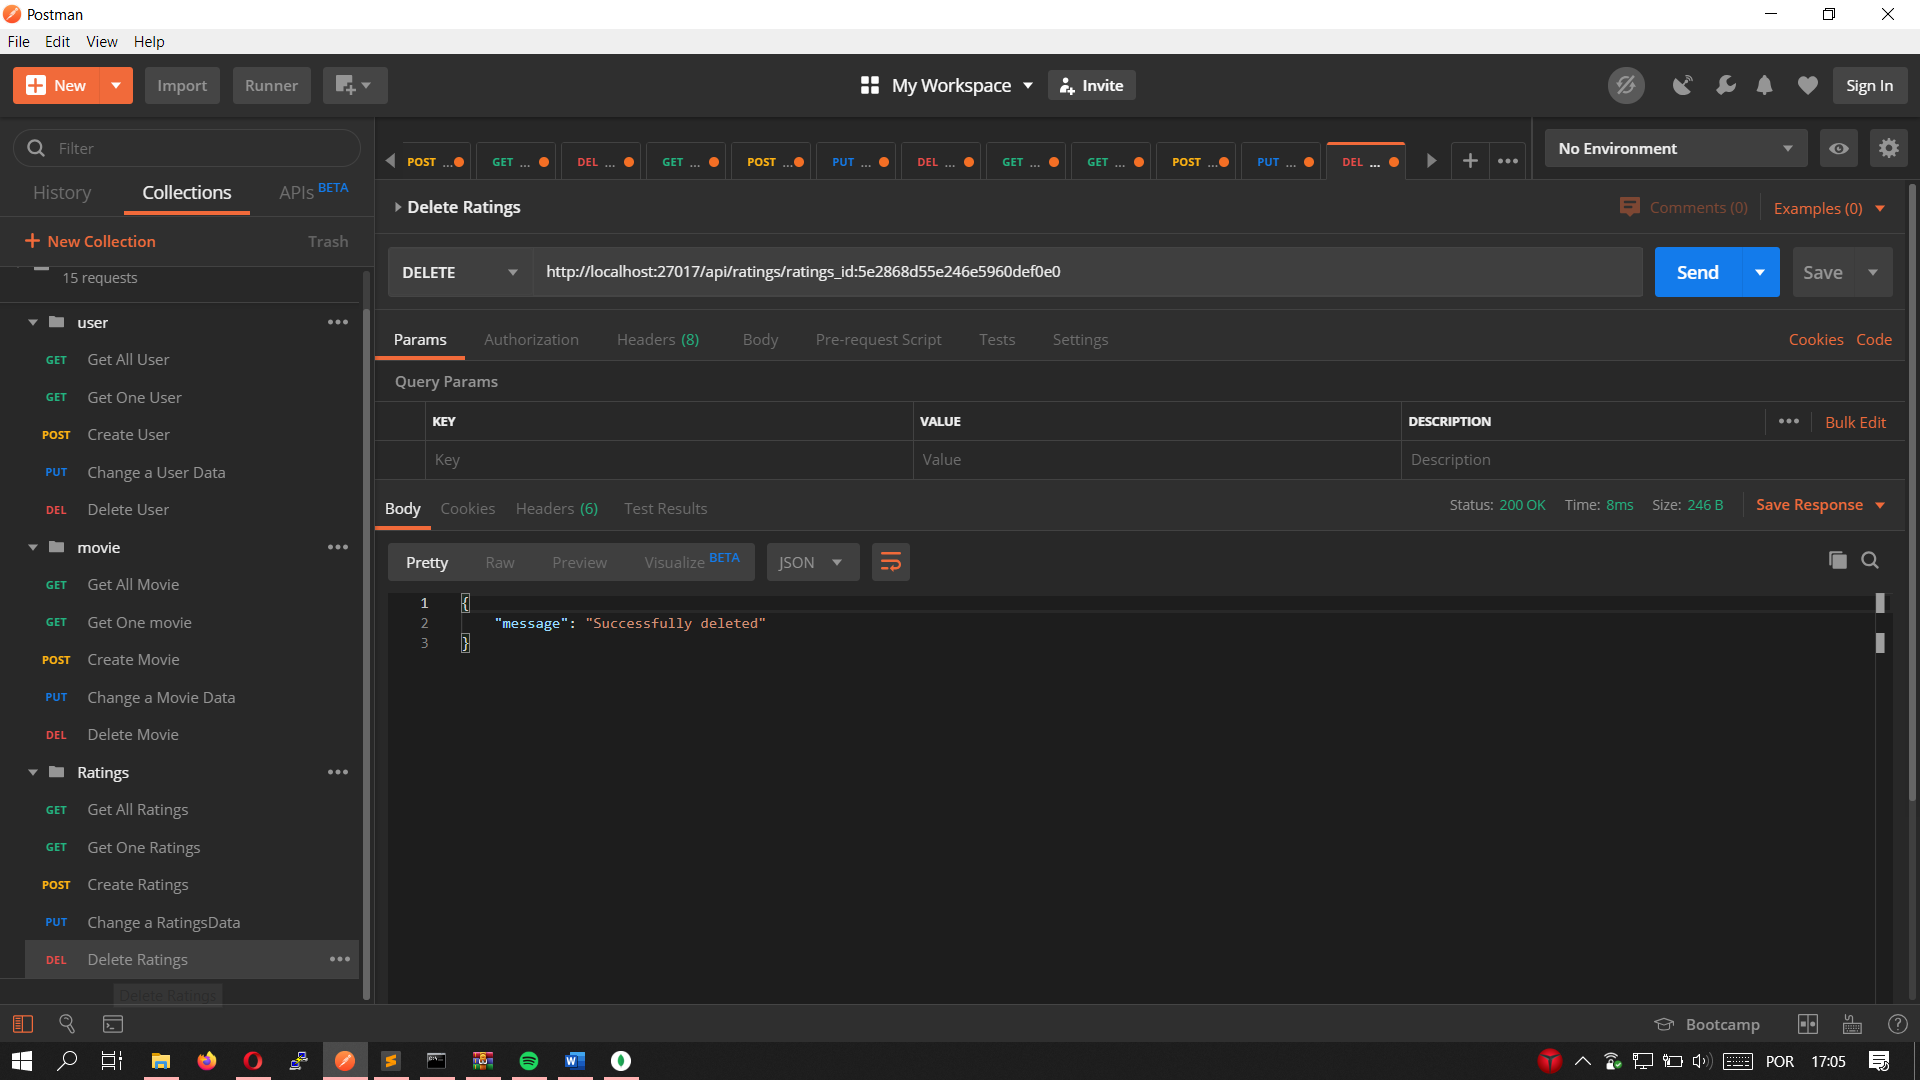 Postman
File Edit View Help
New Import Runner My Workspace Invite Sign In
Filter
History Collections APIs BETA
New Collection Trash
15 requests
user
GET Get All User
GET Get One User
POST Create User
PUT Change a User Data
DEL Delete User
movie
GET Get All Movie
GET Get One movie
POST Create Movie
PUT Change a Movie Data
DEL Delete Movie
Ratings
GET Get All Ratings
GET Get One Ratings
POST Create Ratings
PUT Change a RatingsData
DEL Delete Ratings
Delete Ratings
POST ... GET ... DEL ... GET ... POST ... PUT ... DEL ... GET ... GET ... POST ... PUT ... DEL ... No Environment
Delete Ratings Comments (0) Examples (0)
DELETE http://localhost:27017/api/ratings/ratings_id:5e2868d55e246e5960def0e0 Send Save
Params Authorization Headers (8) Body Pre-request Script Tests Settings Cookies Code
Query Params
KEY VALUE DESCRIPTION Bulk Edit
Key Value Description
Body Cookies Headers (6) Test Results Status: 200 OK Time: 8ms Size: 246 B Save Response
Pretty Raw Preview Visualize BETA JSON
1 {
2 "message": "Successfully deleted"
3 }
Bootcamp
POR 17:05